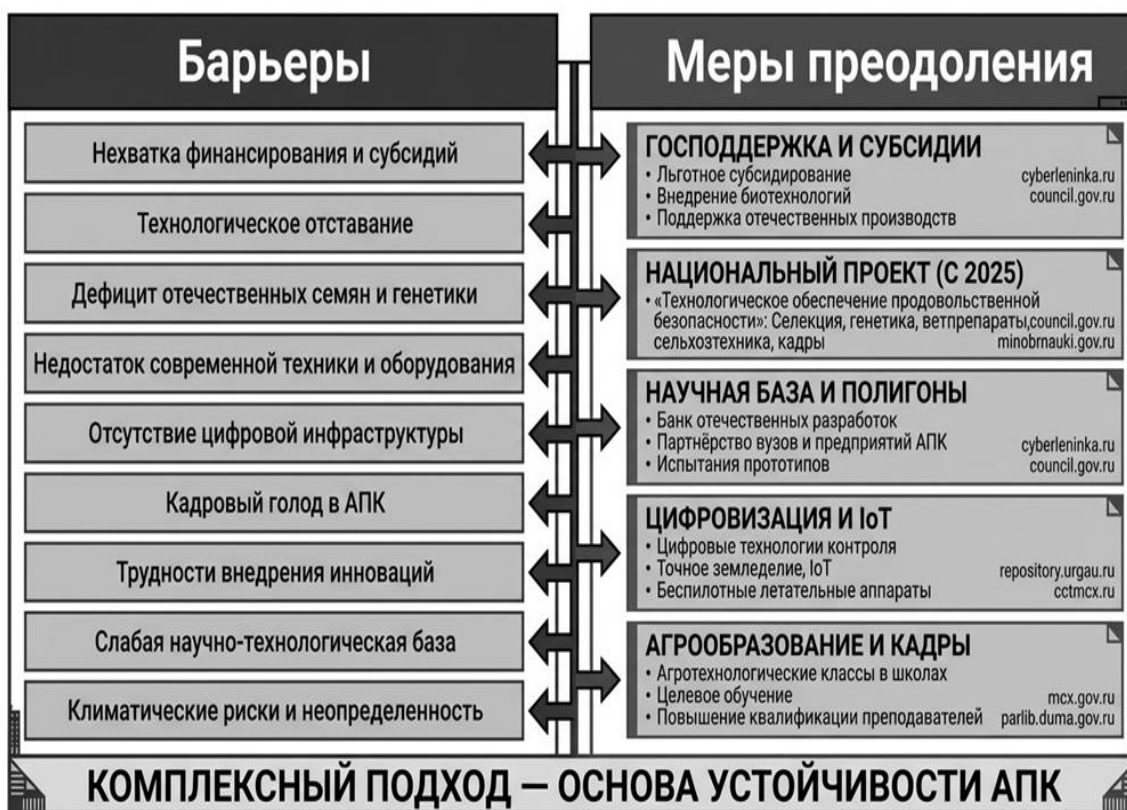 Барьеры
Нехватка финансирования и субсидий
Технологическое отставание
Дефицит отечественных семян и генетики
Недостаток современной техники и оборудования
Отсутствие цифровой инфраструктуры
Кадровый голод в АПК
Трудности внедрения инноваций
Слабая научно-технологическая база
Климатические риски и неопределенность
Меры преодоления
ГОСПОДДЕРЖКА И СУБСИДИИ
• Льготное субсидирование cyberleninka.ru
• Внедрение биотехнологий council.gov.ru
• Поддержка отечественных производств
НАЦИОНАЛЬНЫЙ ПРОЕКТ (С 2025)
• «Технологическое обеспечение продовольственной
безопасности»: Селекция, генетика, ветпрепараты,council.gov.ru
сельхозтехника, кадры minobrnauki.gov.ru
НАУЧНАЯ БАЗА И ПОЛИГОНЫ
• Банк отечественных разработок
• Партнёрство вузов и предприятий АПК cyberleninka.ru
• Испытания прототипов council.gov.ru
ЦИФРОВИЗАЦИЯ И IoT
• Цифровые технологии контроля
• Точное земледелие, IoT repository.urgau.ru
• Беспилотные летательные аппараты cctmcx.ru
АГРООБРАЗОВАНИЕ И КАДРЫ
• Агротехнологические классы в школах
• Целевое обучение mcx.gov.ru
• Повышение квалификации преподавателей parlib.duma.gov.ru
КОМПЛЕКСНЫЙ ПОДХОД — ОСНОВА УСТОЙЧИВОСТИ АПК